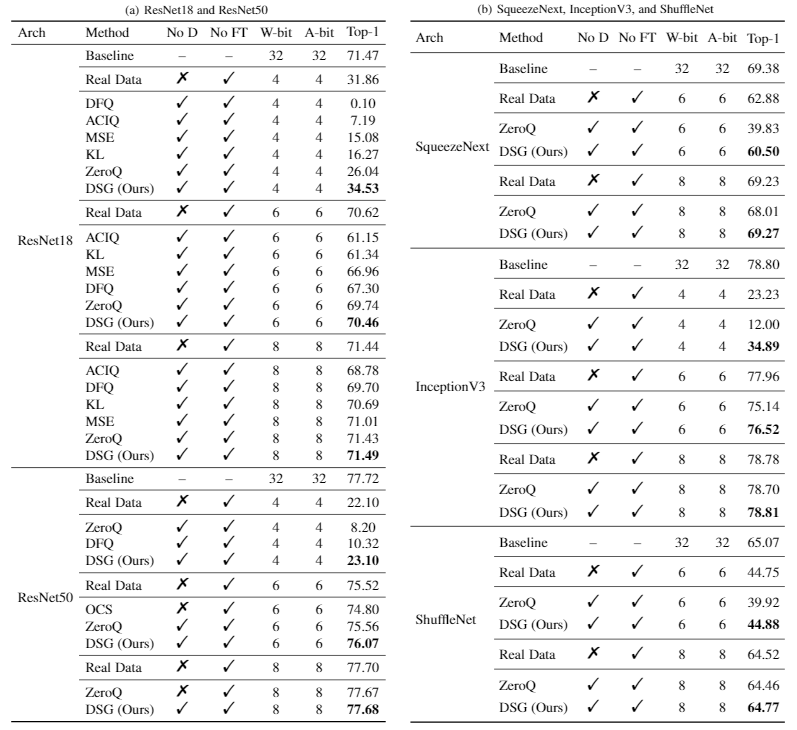 (a) ResNet18 and ResNet50
Arch Method No D No FT W-bit A-bit Top-1
Baseline – – 32 32 71.47
Real Data ✗ ✓ 4 4 31.86
DFQ ✓ ✓ 4 4 0.10
ACIQ ✓ ✓ 4 4 7.19
MSE ✓ ✓ 4 4 15.08
KL ✓ ✓ 4 4 16.27
ZeroQ ✓ ✓ 4 4 26.04
DSG (Ours) ✓ ✓ 4 4 34.53
Real Data ✗ ✓ 6 6 70.62
ResNet18 ACIQ ✓ ✓ 6 6 61.15
KL ✓ ✓ 6 6 61.34
MSE ✓ ✓ 6 6 66.96
DFQ ✓ ✓ 6 6 67.30
ZeroQ ✓ ✓ 6 6 69.74
DSG (Ours) ✓ ✓ 6 6 70.46
Real Data ✗ ✓ 8 8 71.44
ACIQ ✓ ✓ 8 8 68.78
DFQ ✓ ✓ 8 8 69.70
KL ✓ ✓ 8 8 70.69
MSE ✓ ✓ 8 8 71.01
ZeroQ ✓ ✓ 8 8 71.43
DSG (Ours) ✓ ✓ 8 8 71.49
Baseline – – 32 32 77.72
Real Data ✗ ✓ 4 4 22.10
ZeroQ ✓ ✓ 4 4 8.20
DFQ ✓ ✓ 4 4 10.32
DSG (Ours) ✓ ✓ 4 4 23.10
Real Data ✗ ✓ 6 6 75.52
ResNet50 OCS ✗ ✓ 6 6 74.80
ZeroQ ✓ ✓ 6 6 75.56
DSG (Ours) ✓ ✓ 6 6 76.07
Real Data ✗ ✓ 8 8 77.70
ZeroQ ✗ ✓ 8 8 77.67
DSG (Ours) ✓ ✓ 8 8 77.68
(b) SqueezeNext, InceptionV3, and ShuffleNet
Arch Method No D No FT W-bit A-bit Top-1
Baseline – – 32 32 69.38
Real Data ✗ ✓ 6 6 62.88
ZeroQ ✓ ✓ 6 6 39.83
SqueezeNext DSG (Ours) ✓ ✓ 6 6 60.50
Real Data ✗ ✓ 8 8 69.23
ZeroQ ✓ ✓ 8 8 68.01
DSG (Ours) ✓ ✓ 8 8 69.27
Baseline – – 32 32 78.80
Real Data ✗ ✓ 4 4 23.23
ZeroQ ✓ ✓ 4 4 12.00
DSG (Ours) ✓ ✓ 4 4 34.89
InceptionV3 Real Data ✗ ✓ 6 6 77.96
ZeroQ ✓ ✓ 6 6 75.14
DSG (Ours) ✓ ✓ 6 6 76.52
Real Data ✗ ✓ 8 8 78.78
ZeroQ ✓ ✓ 8 8 78.70
DSG (Ours) ✓ ✓ 8 8 78.81
Baseline – – 32 32 65.07
Real Data ✗ ✓ 6 6 44.75
ZeroQ ✓ ✓ 6 6 39.92
ShuffleNet DSG (Ours) ✓ ✓ 6 6 44.88
Real Data ✗ ✓ 8 8 64.52
ZeroQ ✓ ✓ 8 8 64.46
DSG (Ours) ✓ ✓ 8 8 64.77